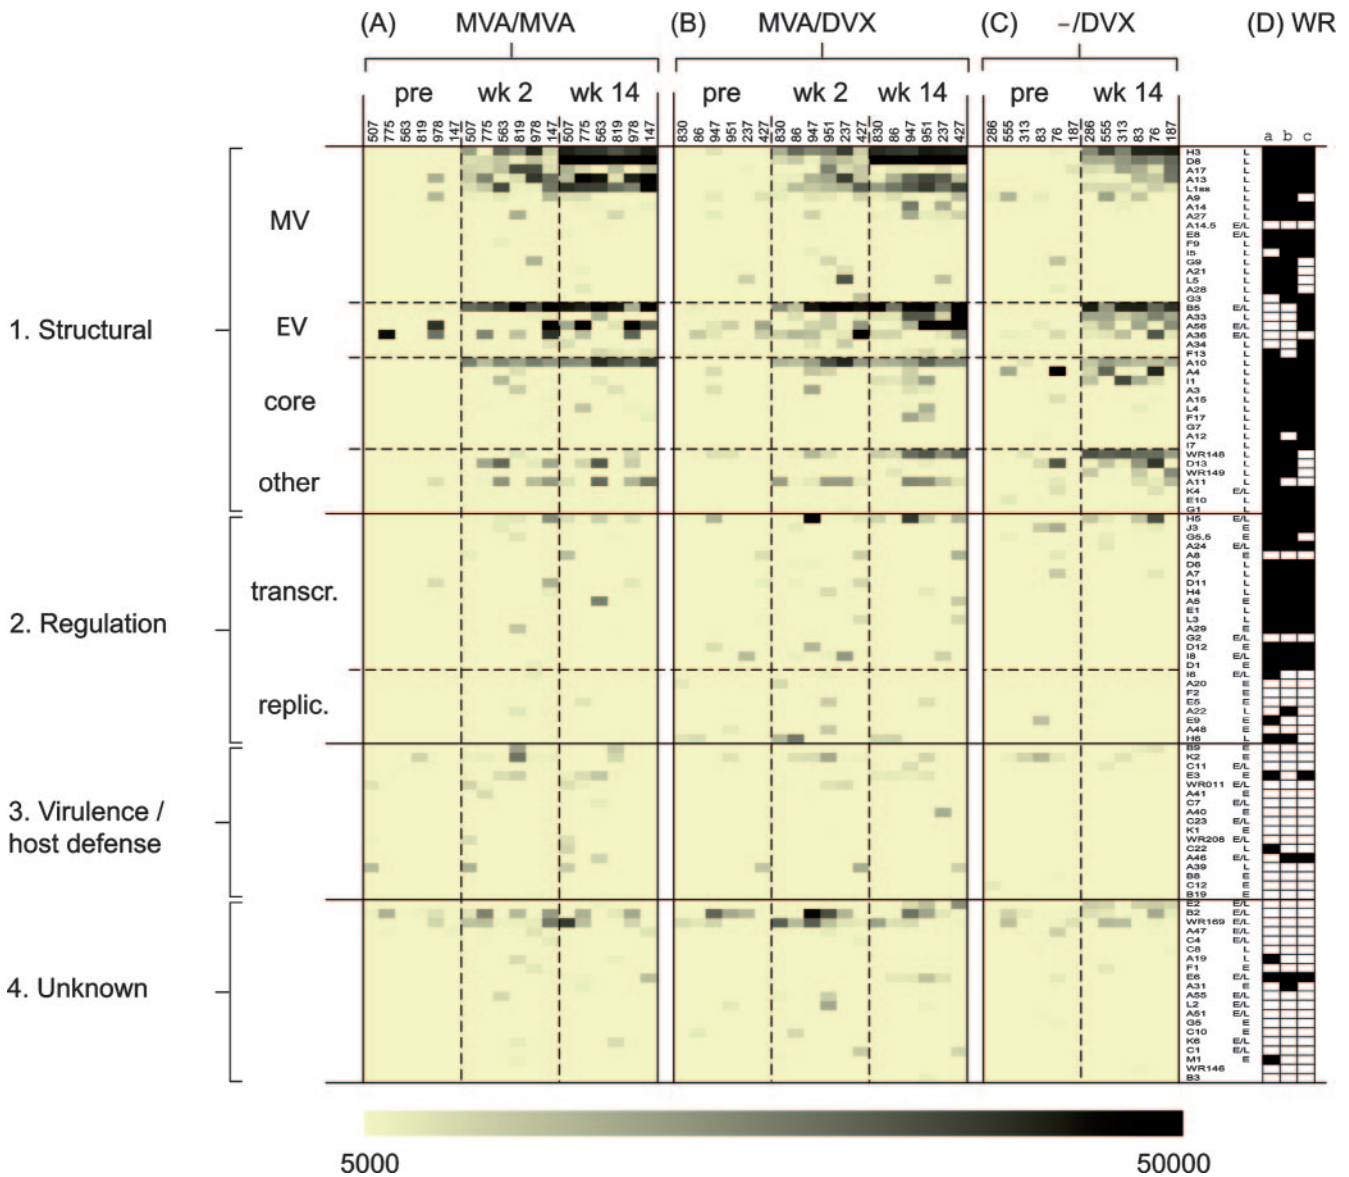 (A) MVA/MVA (B) MVA/DVX (C) –/DVX (D) WR
pre wk 2 wk 14 pre wk 2 wk 14 pre wk 14
507 775 563 819 978 147 507 775 563 819 978 147 507 775 563 819 978 147 830 86 947 951 237 427 830 86 947 951 237 427 830 86 947 951 237 427 286 555 313 83 76 187 286 555 313 83 76 187 a b c
1. Structural
MV
EV
core
other
2. Regulation
transcr.
replic.
3. Virulence /
host defense
4. Unknown
H3 L
D8 L
A17 L
A13 L
L1ss L
A9 L
A14 L
A27 L
A14.5 E/L
E8 E/L
F9 L
I5 L
G9 L
A21 L
L5 L
A28 L
G3 L
B5 E/L
A33 L
A56 E/L
A36 E/L
A34 L
F13 L
A10 L
A4 L
I1 L
A3 L
A15 L
L4 L
F17 L
G7 L
A12 L
I7 L
WR148 L
D13 L
WR149 L
A11 L
K4 E/L
E10 L
G1 L
H5 E/L
J3 E
G5.5 E
A24 E/L
A8 E
D6 L
A7 L
D11 L
H4 L
A5 E
E1 L
L3 L
A29 E
G2 E/L
D12 E
I8 E/L
D1 E
I6 E/L
A20 E
F2 E
E5 E
A22 L
E9 E
A48 E
H6 L
B9 E
K2 E
C11 E/L
E3 E
WR011 E/L
A41 E
C7 E/L
A40 E
C23 E/L
K1 E
WR208 E/L
C22 L
A46 E/L
A39 L
B8 E
C12 E
B19 E
E2 E/L
B2 E/L
WR169 E/L
A47 E/L
C4 E/L
C8 L
A19 L
F1 E
E6 E/L
A31 E
A55 E/L
L2 E/L
A51 E/L
G5 E
C10 E
K6 E/L
C1 E/L
M1 E
WR146
B3
5000 50000